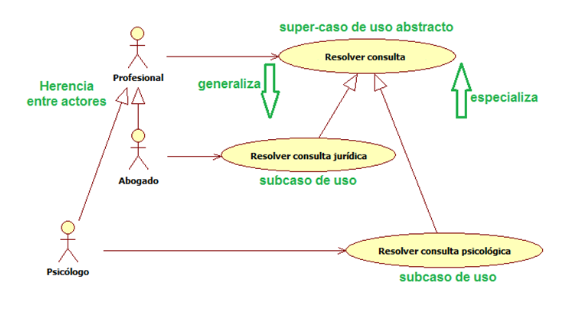 super-caso de uso abstracto
Resolver consulta
Profesional
Herencia
entre actores
generaliza
especializa
Resolver consulta jurídica
Abogado
subcaso de uso
Resolver consulta psicológica
Psicólogo
subcaso de uso